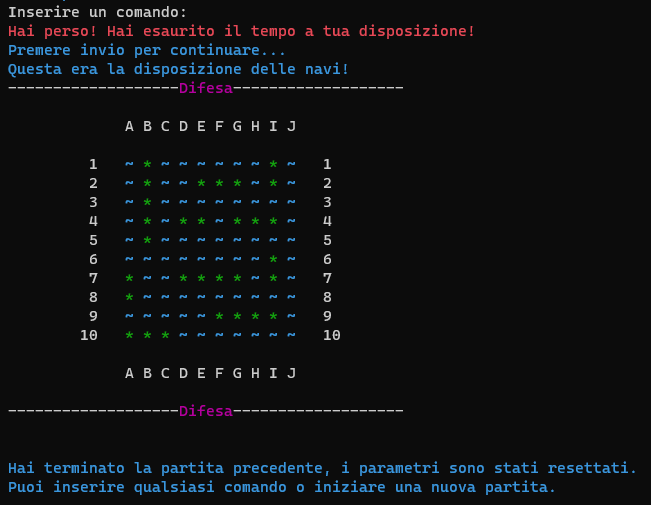 Inserire un comando:
Hai perso! Hai esaurito il tempo a tua disposizione!
Premere invio per continuare...
Questa era la disposizione delle navi!
-------------------Difesa-------------------
A B C D E F G H I J
1 ~ * ~ ~ ~ ~ ~ ~ * ~ 1
2 ~ * ~ ~ * * * ~ * ~ 2
3 ~ * ~ ~ ~ ~ ~ ~ ~ ~ 3
4 ~ * ~ * * ~ * * * ~ 4
5 ~ * ~ ~ ~ ~ ~ ~ ~ ~ 5
6 ~ ~ ~ ~ ~ ~ ~ ~ * ~ 6
7 * ~ ~ * * * * ~ * ~ 7
8 * ~ ~ ~ ~ ~ ~ ~ ~ ~ 8
9 ~ ~ ~ ~ ~ * * * * ~ 9
10 * * * ~ ~ ~ ~ ~ ~ ~ 10
A B C D E F G H I J
-------------------Difesa-------------------
Hai terminato la partita precedente, i parametri sono stati resettati.
Puoi inserire qualsiasi comando o iniziare una nuova partita.